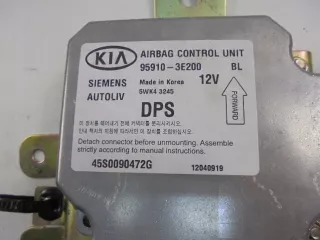 KIA
AIRBAG CONTROL UNIT
95910-3E200 BL
SIEMENS
AUTOLIV
Made in Korea
5WK4 3245
12V
FORWARD
DPS
Detach connector before unmounting. Assemble
strictly according to manual instructions.
45S0090472G
12040919